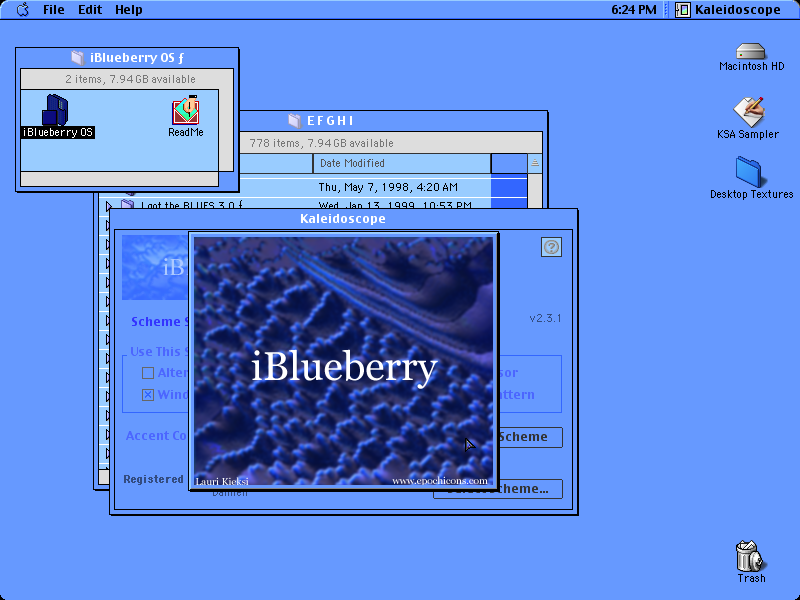 File Edit Help
6:24 PM
Kaleidoscope
iBlueberry OS ƒ
2 items, 7.94 GB available
iBlueberry OS
ReadMe
E F G H I
778 items, 7.94 GB available
Date Modified
Thu, May 7, 1998, 4:20 AM
I got the BLUES 3.0 ƒ
Wed, Jan 13, 1999, 10:53 PM
Kaleidoscope
iB
?
v2.3.1
Scheme S
Use This S
Alter
sor
Wind
ttern
Accent Co
Scheme
Registered
Damien
Scheme...
iBlueberry
Lauri Kieksi
www.epochicons.com
Macintosh HD
KSA Sampler
Desktop Textures
Trash